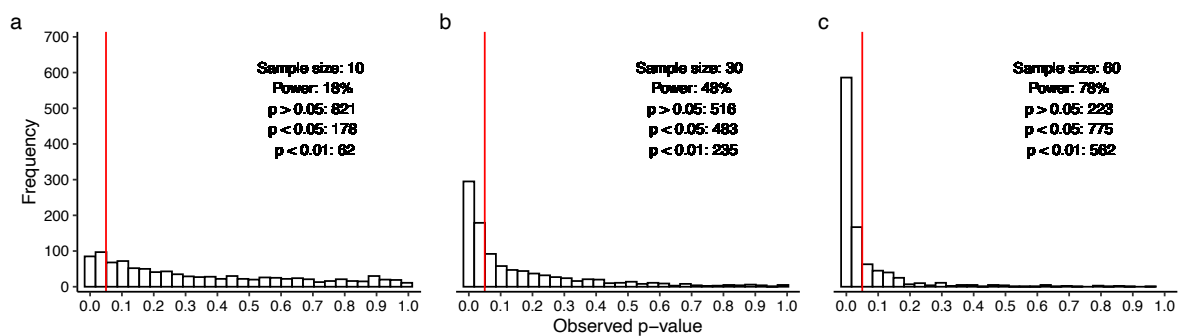 a
b
c
700
600
500
400
300
200
100
0
Frequency
Sample size: 10
Power: 18%
p > 0.05: 821
p < 0.05: 178
p < 0.01: 62
Sample size: 30
Power: 48%
p > 0.05: 516
p < 0.05: 483
p < 0.01: 235
Sample size: 60
Power: 78%
p > 0.05: 223
p < 0.05: 775
p < 0.01: 562
0.0 0.1 0.2 0.3 0.4 0.5 0.6 0.7 0.8 0.9 1.0
0.0 0.1 0.2 0.3 0.4 0.5 0.6 0.7 0.8 0.9 1.0
0.0 0.1 0.2 0.3 0.4 0.5 0.6 0.7 0.8 0.9 1.0
Observed p−value